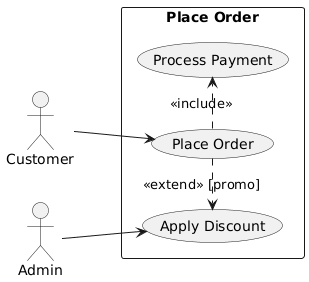 Place Order
Process Payment
«include»
Place Order
Customer
«extend» [promo]
Apply Discount
Admin